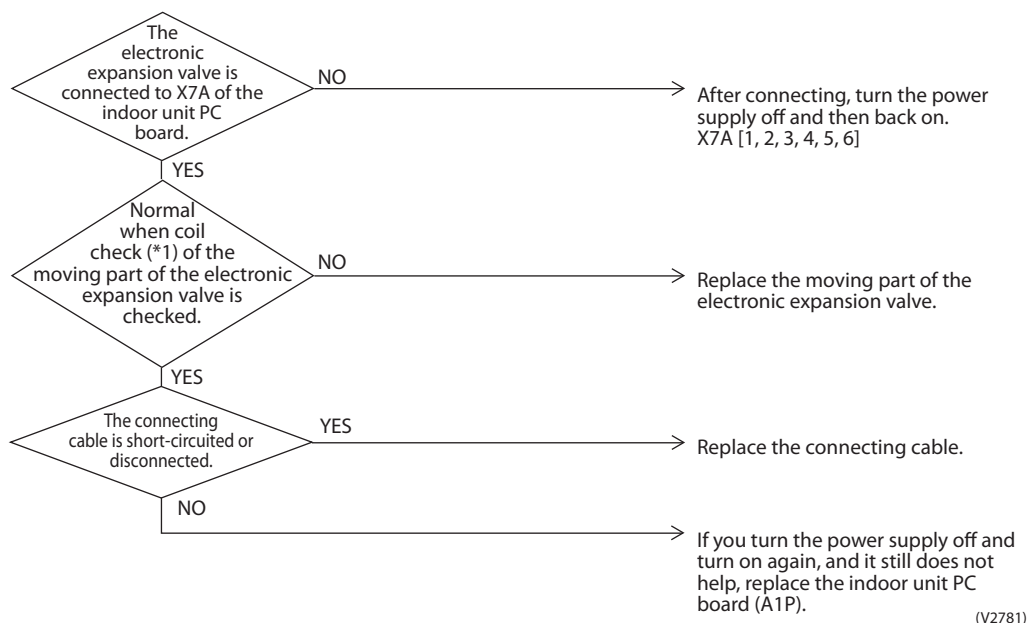 The
electronic
expansion valve is
connected to X7A of the
indoor unit PC
board.
NO
After connecting, turn the power
supply off and then back on.
X7A [1, 2, 3, 4, 5, 6]
YES
Normal
when coil
check (*1) of the
moving part of the electronic
expansion valve is
checked.
NO
Replace the moving part of the
electronic expansion valve.
YES
The connecting
cable is short-circuited or
disconnected.
YES
Replace the connecting cable.
NO
If you turn the power supply off and
turn on again, and it still does not
help, replace the indoor unit PC
board (A1P).
(V2781)